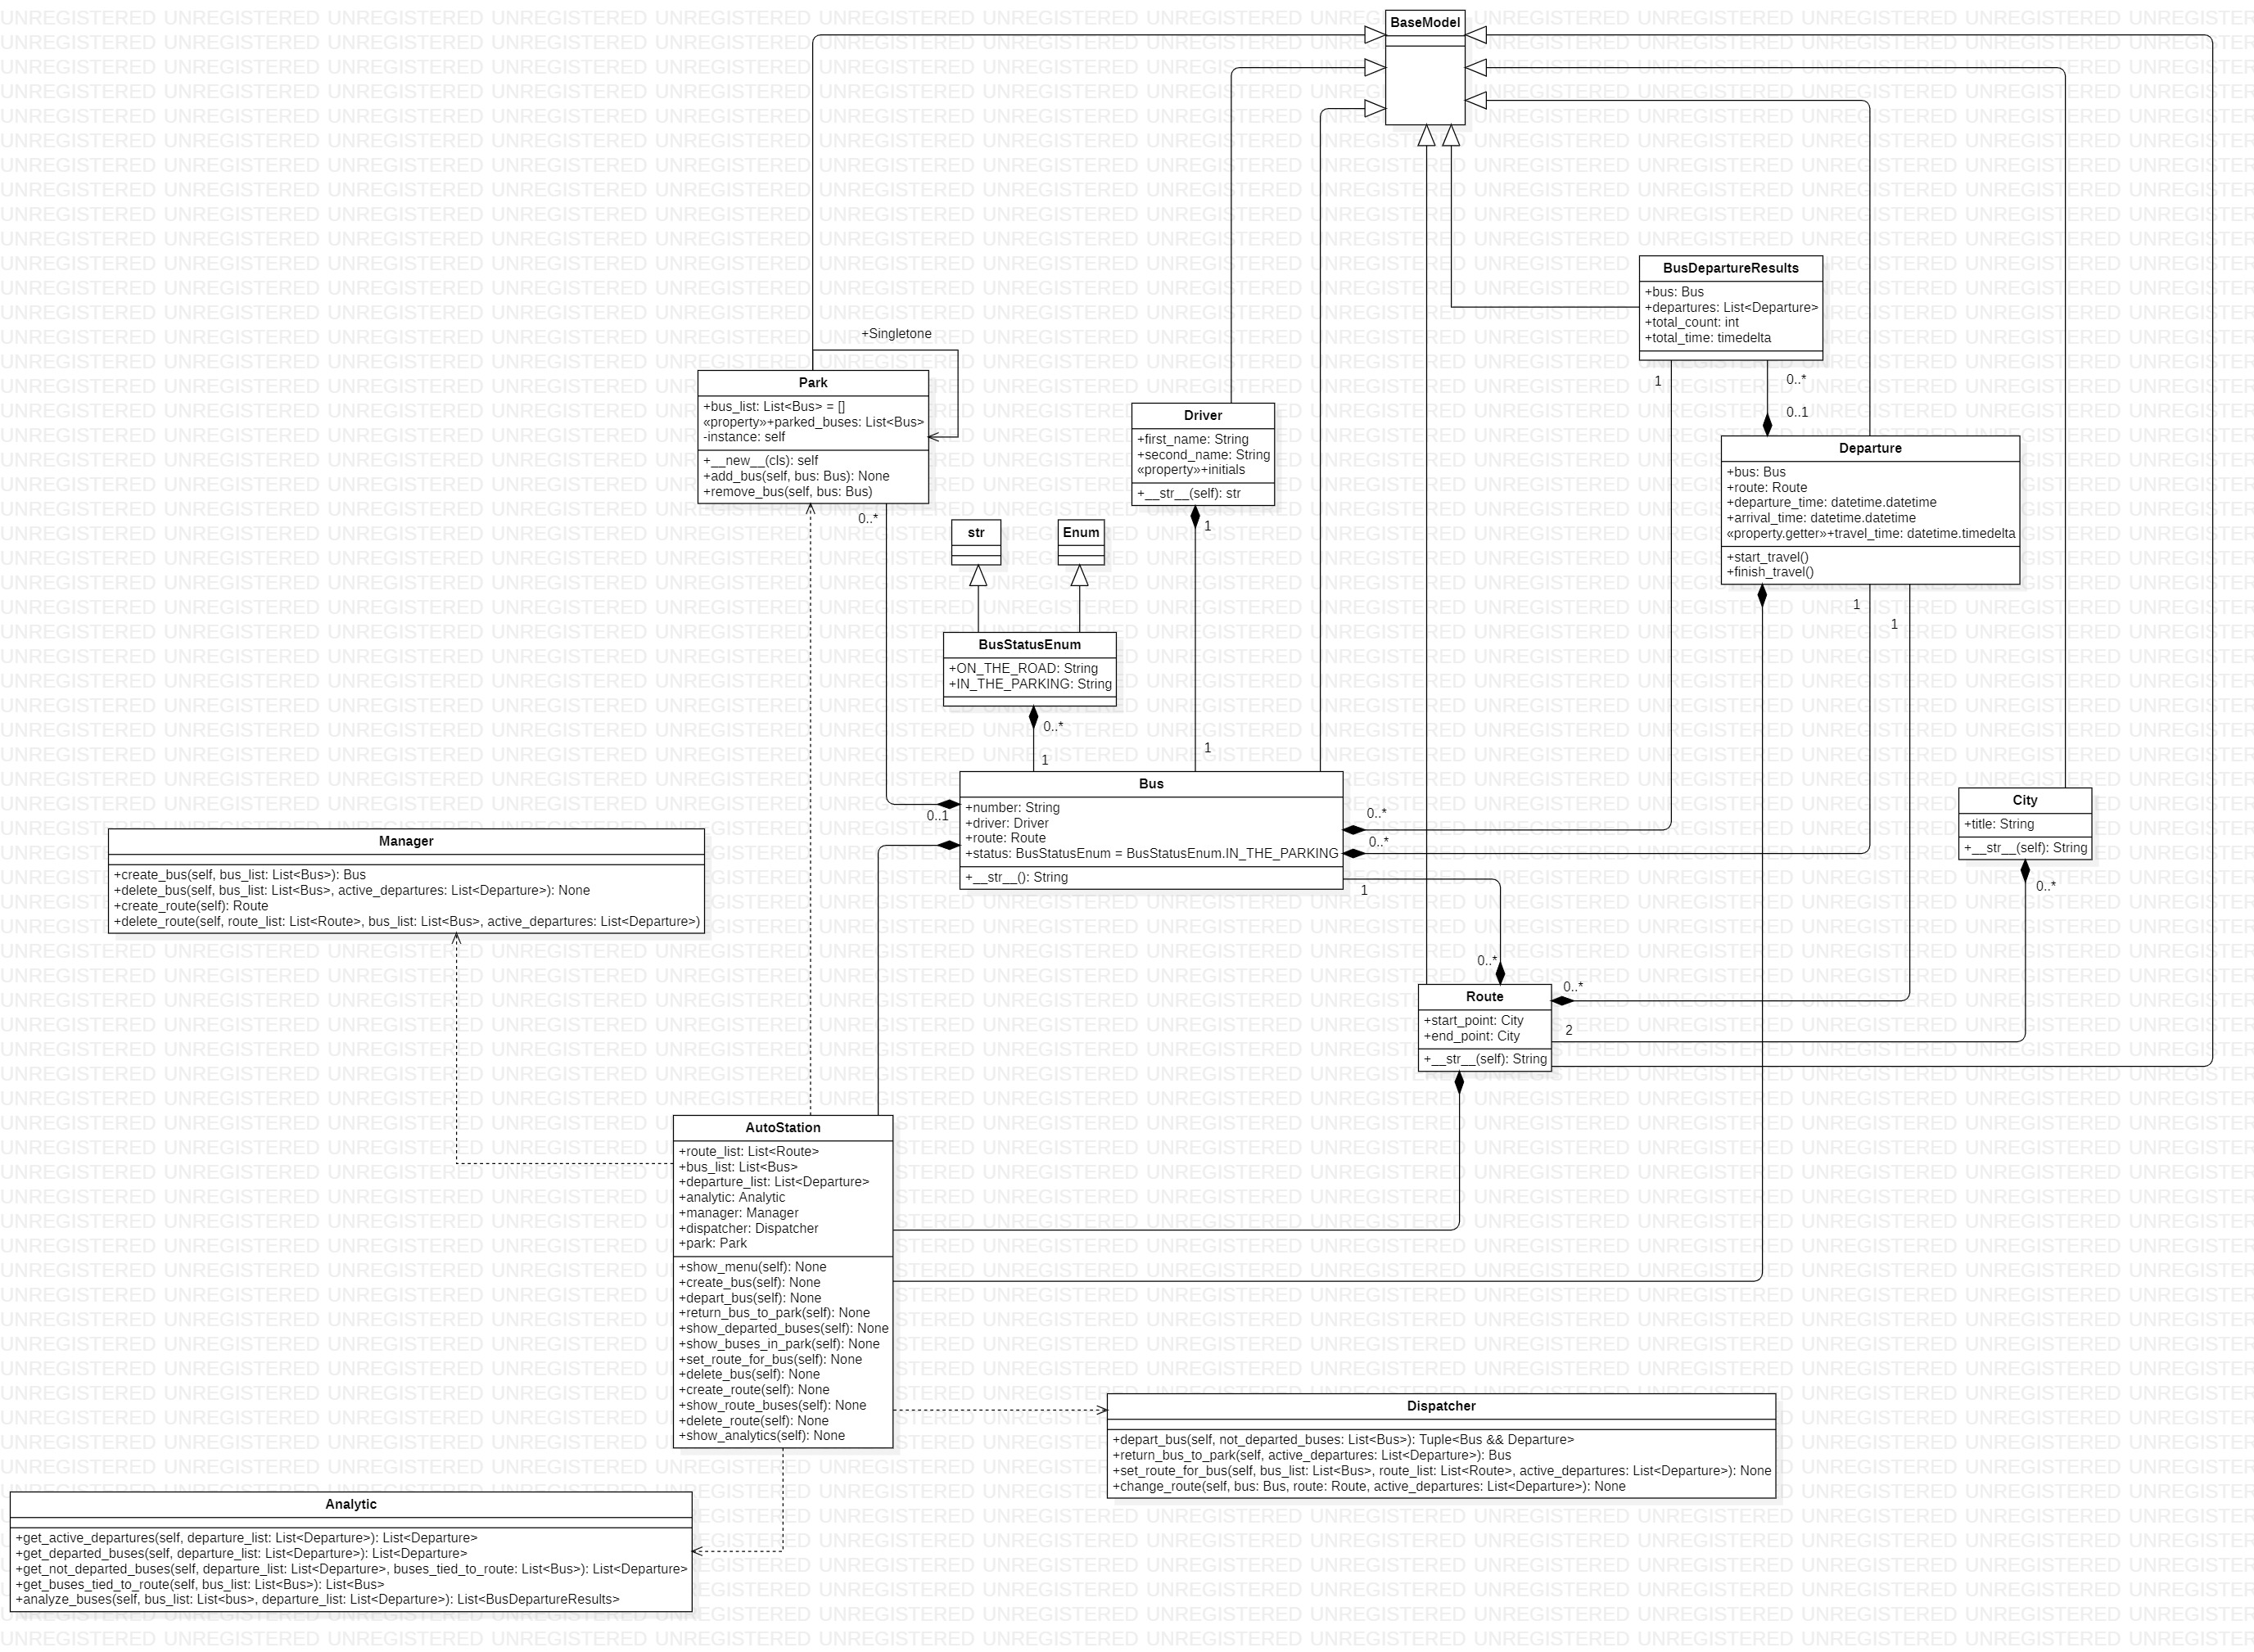 BaseModel
BusDepartureResults
+bus: Bus
+departures: List<Departure>
+total_count: int
+total_time: timedelta
+Singletone
Park
+bus_list: List<Bus> = []
«property»+parked_buses: List<Bus>
-instance: self
+__new__(cls): self
+add_bus(self, bus: Bus): None
+remove_bus(self, bus: Bus)
0..*
Driver
+first_name: String
+second_name: String
«property»+initials
+__str__(self): str
1
1
1
0..*
0..1
Departure
+bus: Bus
+route: Route
+departure_time: datetime.datetime
+arrival_time: datetime.datetime
«property.getter»+travel_time: datetime.timedelta
+start_travel()
+finish_travel()
1
1
str
Enum
BusStatusEnum
+ON_THE_ROAD: String
+IN_THE_PARKING: String
0..*
1
Bus
+number: String
+driver: Driver
+route: Route
+status: BusStatusEnum = BusStatusEnum.IN_THE_PARKING
+__str__(): String
0..1
0..*
0..*
1
City
+title: String
+__str__(self): String
0..*
Manager
+create_bus(self, bus_list: List<Bus>): Bus
+delete_bus(self, bus_list: List<Bus>, active_departures: List<Departure>): None
+create_route(self): Route
+delete_route(self, route_list: List<Route>, bus_list: List<Bus>, active_departures: List<Departure>)
0..*
Route
+start_point: City
+end_point: City
+__str__(self): String
0..*
2
AutoStation
+route_list: List<Route>
+bus_list: List<Bus>
+departure_list: List<Departure>
+analytic: Analytic
+manager: Manager
+dispatcher: Dispatcher
+park: Park
+show_menu(self): None
+create_bus(self): None
+depart_bus(self): None
+return_bus_to_park(self): None
+show_departed_buses(self): None
+show_buses_in_park(self): None
+set_route_for_bus(self): None
+delete_bus(self): None
+create_route(self): None
+show_route_buses(self): None
+delete_route(self): None
+show_analytics(self): None
Dispatcher
+depart_bus(self, not_departed_buses: List<Bus>): Tuple<Bus && Departure>
+return_bus_to_park(self, active_departures: List<Departure>): Bus
+set_route_for_bus(self, bus_list: List<Bus>, route_list: List<Route>, active_departures: List<Departure>): None
+change_route(self, bus: Bus, route: Route, active_departures: List<Departure>): None
Analytic
+get_active_departures(self, departure_list: List<Departure>): List<Departure>
+get_departed_buses(self, departure_list: List<Departure>): List<Departure>
+get_not_departed_buses(self, departure_list: List<Departure>, buses_tied_to_route: List<Bus>): List<Departure>
+get_buses_tied_to_route(self, bus_list: List<Bus>): List<Bus>
+analyze_buses(self, bus_list: List<bus>, departure_list: List<Departure>): List<BusDepartureResults>
UNREGISTERED